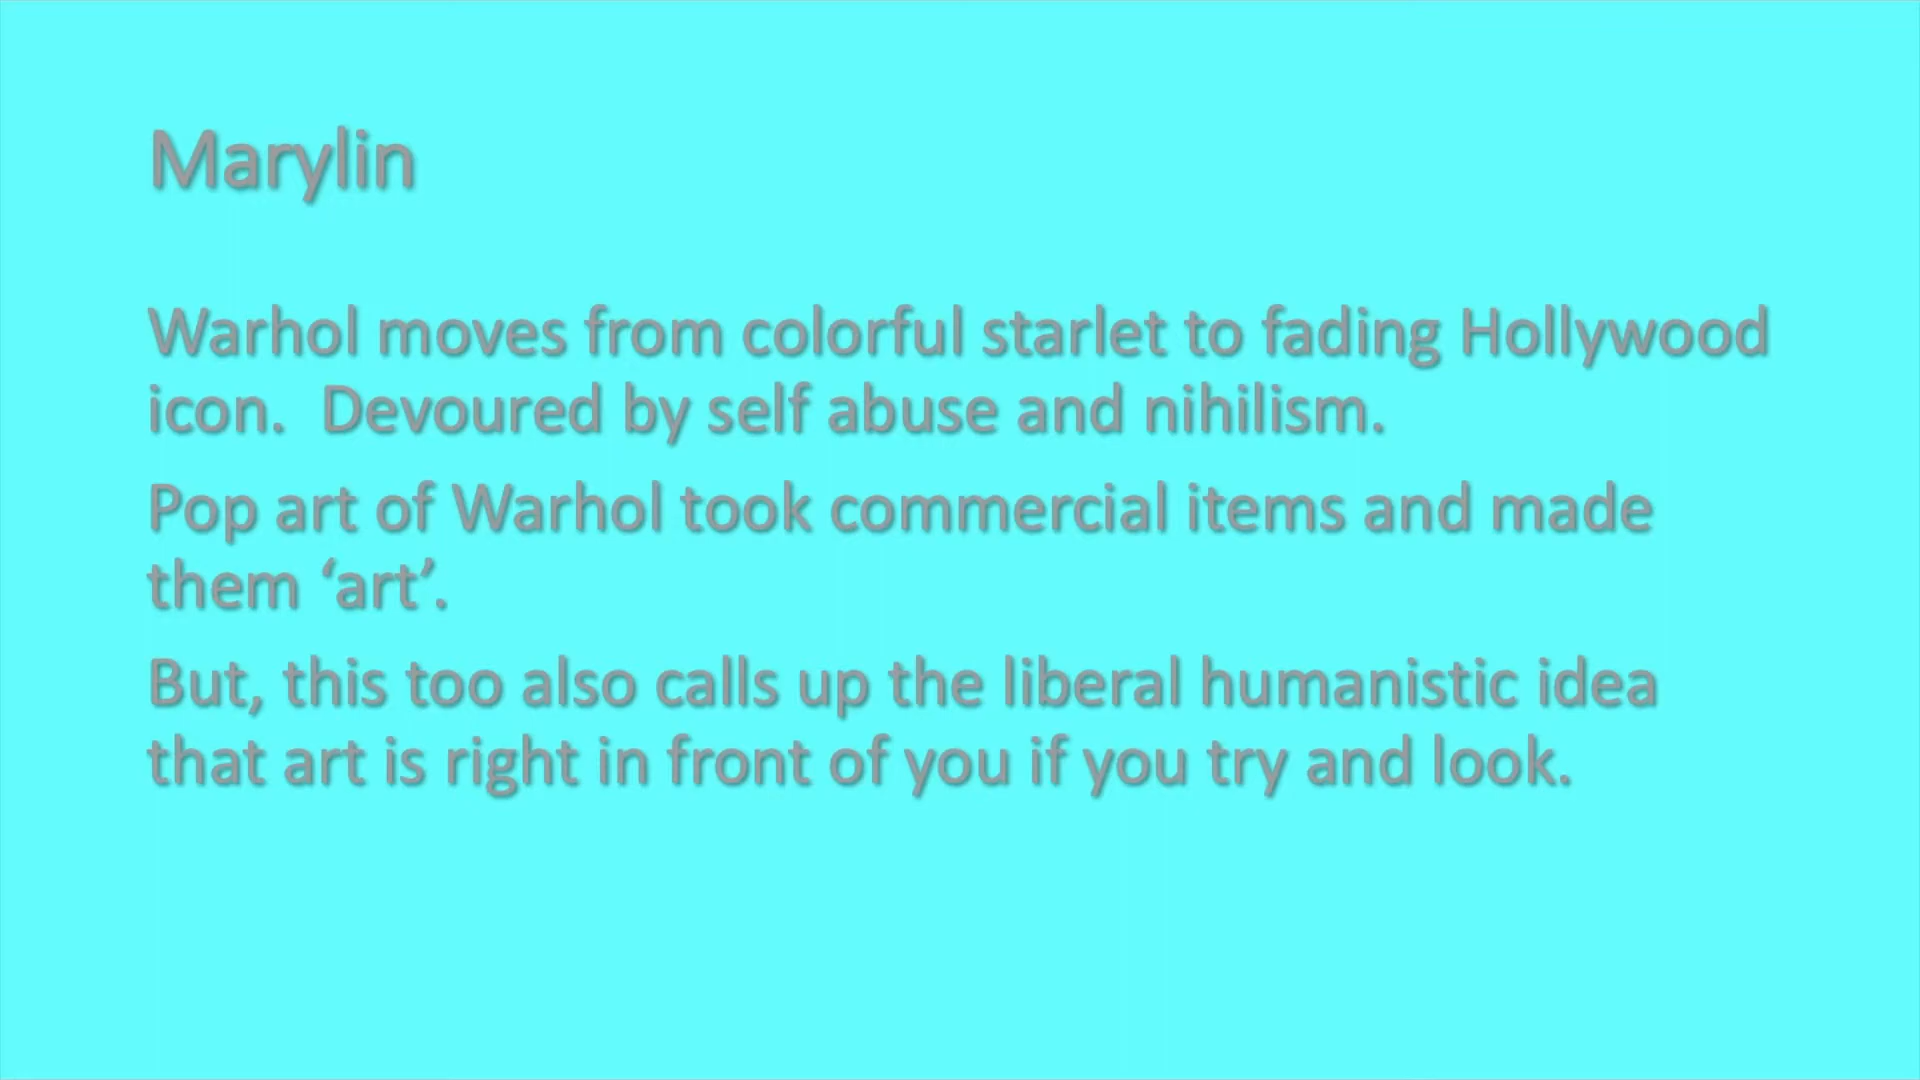 Marylin
Warhol moves from colorful starlet to fading Hollywood
icon.  Devoured by self abuse and nihilism.
Pop art of Warhol took commercial items and made
them ‘art’.
But, this too also calls up the liberal humanistic idea
that art is right in front of you if you try and look.